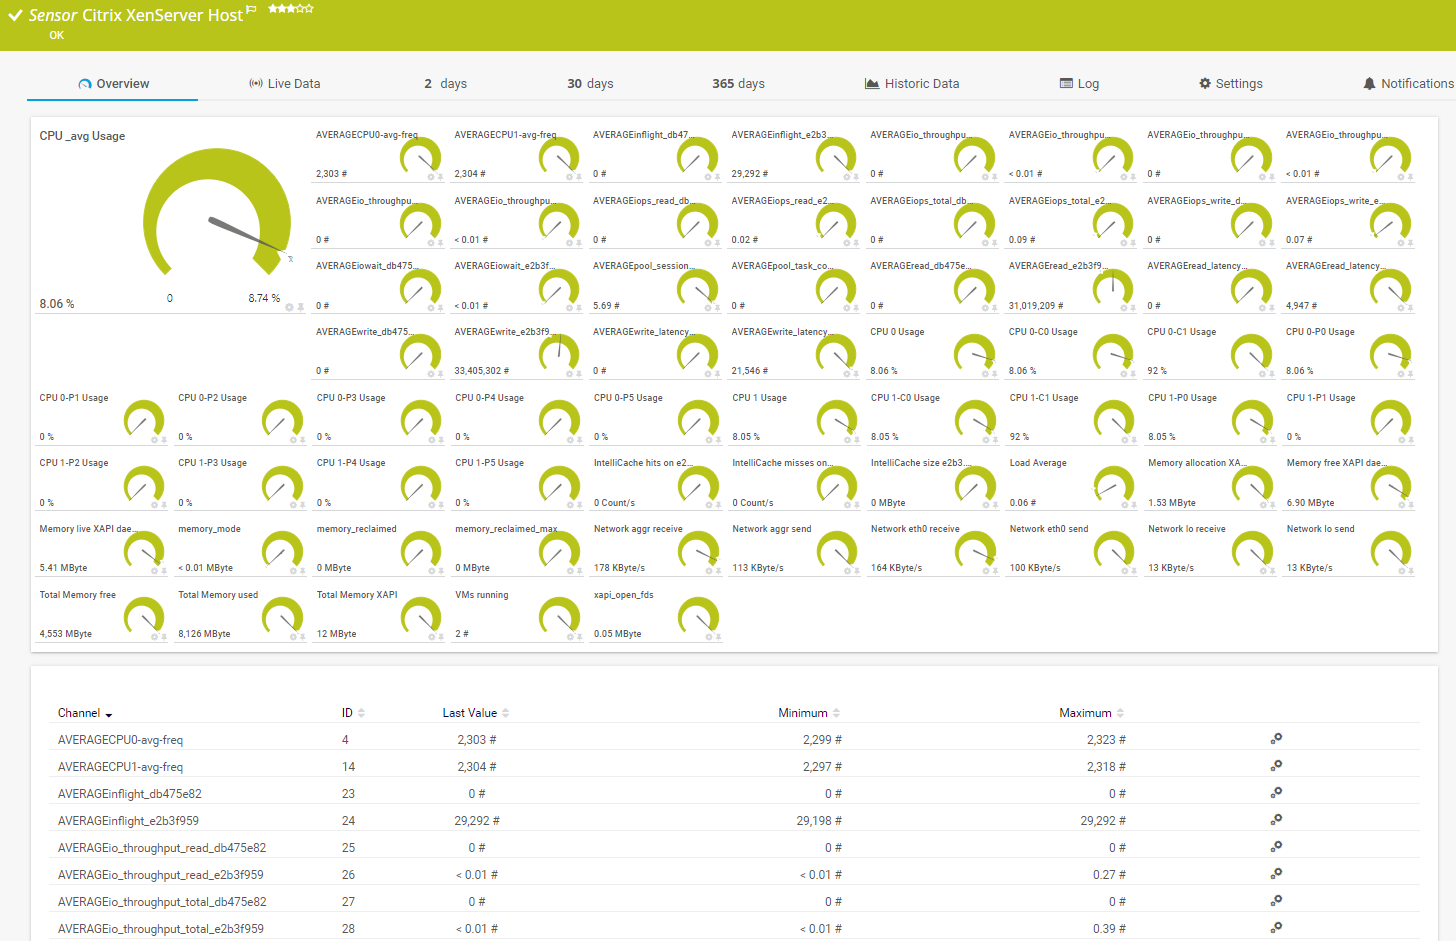 Sensor Citrix XenServer Host
OK
Overview Live Data 2 days 30 days 365 days Historic Data Log Settings Notifications
CPU _avg Usage
0 8.74 %
8.06 %
AVERAGECPU0-avg-freq AVERAGECPU1-avg-freq AVERAGEinflight_db47... AVERAGEinflight_e2b3... AVERAGEio_throughpu... AVERAGEio_throughpu... AVERAGEio_throughpu... AVERAGEio_throughpu...
2,303 # 2,304 # 0 # 29,292 # 0 # < 0.01 # 0 # < 0.01 #
AVERAGEio_throughpu... AVERAGEio_throughpu... AVERAGEiops_read_db... AVERAGEiops_read_e2... AVERAGEiops_total_db... AVERAGEiops_total_e2... AVERAGEiops_write_d... AVERAGEiops_write_e...
0 # < 0.01 # 0 # 0.02 # 0 # 0.09 # 0 # 0.07 #
AVERAGEiowait_db475... AVERAGEiowait_e2b3f... AVERAGEpool_session... AVERAGEpool_task_co... AVERAGEread_db475e... AVERAGEread_e2b3f9... AVERAGEread_latency... AVERAGEread_latency...
0 # < 0.01 # 5.69 # 0 # 0 # 31,019,209 # 0 # 4,947 #
AVERAGEwrite_db475... AVERAGEwrite_e2b3f9... AVERAGEwrite_latency... AVERAGEwrite_latency... CPU 0 Usage CPU 0-C0 Usage CPU 0-C1 Usage CPU 0-P0 Usage
0 # 33,405,302 # 0 # 21,546 # 8.06 % 8.06 % 92 % 8.06 %
CPU 0-P1 Usage CPU 0-P2 Usage CPU 0-P3 Usage CPU 0-P4 Usage CPU 0-P5 Usage CPU 1 Usage CPU 1-C0 Usage CPU 1-C1 Usage CPU 1-P0 Usage CPU 1-P1 Usage
0 % 0 % 0 % 0 % 0 % 8.05 % 8.05 % 92 % 8.05 % 0 %
CPU 1-P2 Usage CPU 1-P3 Usage CPU 1-P4 Usage CPU 1-P5 Usage IntelliCache hits on e2... IntelliCache misses on... IntelliCache size e2b3... Load Average Memory allocation XA... Memory free XAPI dae...
0 % 0 % 0 % 0 % 0 Count/s 0 Count/s 0 MByte 0.06 # 1.53 MByte 6.90 MByte
Memory live XAPI dae... memory_mode memory_reclaimed memory_reclaimed_max Network aggr receive Network aggr send Network eth0 receive Network eth0 send Network lo receive Network lo send
5.41 MByte < 0.01 MByte 0 MByte 0 MByte 178 KByte/s 113 KByte/s 164 KByte/s 100 KByte/s 13 KByte/s 13 KByte/s
Total Memory free Total Memory used Total Memory XAPI VMs running xapi_open_fds
4,553 MByte 8,126 MByte 12 MByte 2 # 0.05 MByte
Channel ID Last Value Minimum Maximum
AVERAGECPU0-avg-freq 4 2,303 # 2,299 # 2,323 #
AVERAGECPU1-avg-freq 14 2,304 # 2,297 # 2,318 #
AVERAGEinflight_db475e82 23 0 # 0 # 0 #
AVERAGEinflight_e2b3f959 24 29,292 # 29,198 # 29,292 #
AVERAGEio_throughput_read_db475e82 25 0 # 0 # 0 #
AVERAGEio_throughput_read_e2b3f959 26 < 0.01 # < 0.01 # 0.27 #
AVERAGEio_throughput_total_db475e82 27 0 # 0 # 0 #
AVERAGEio_throughput_total_e2b3f959 28 < 0.01 # < 0.01 # 0.39 #